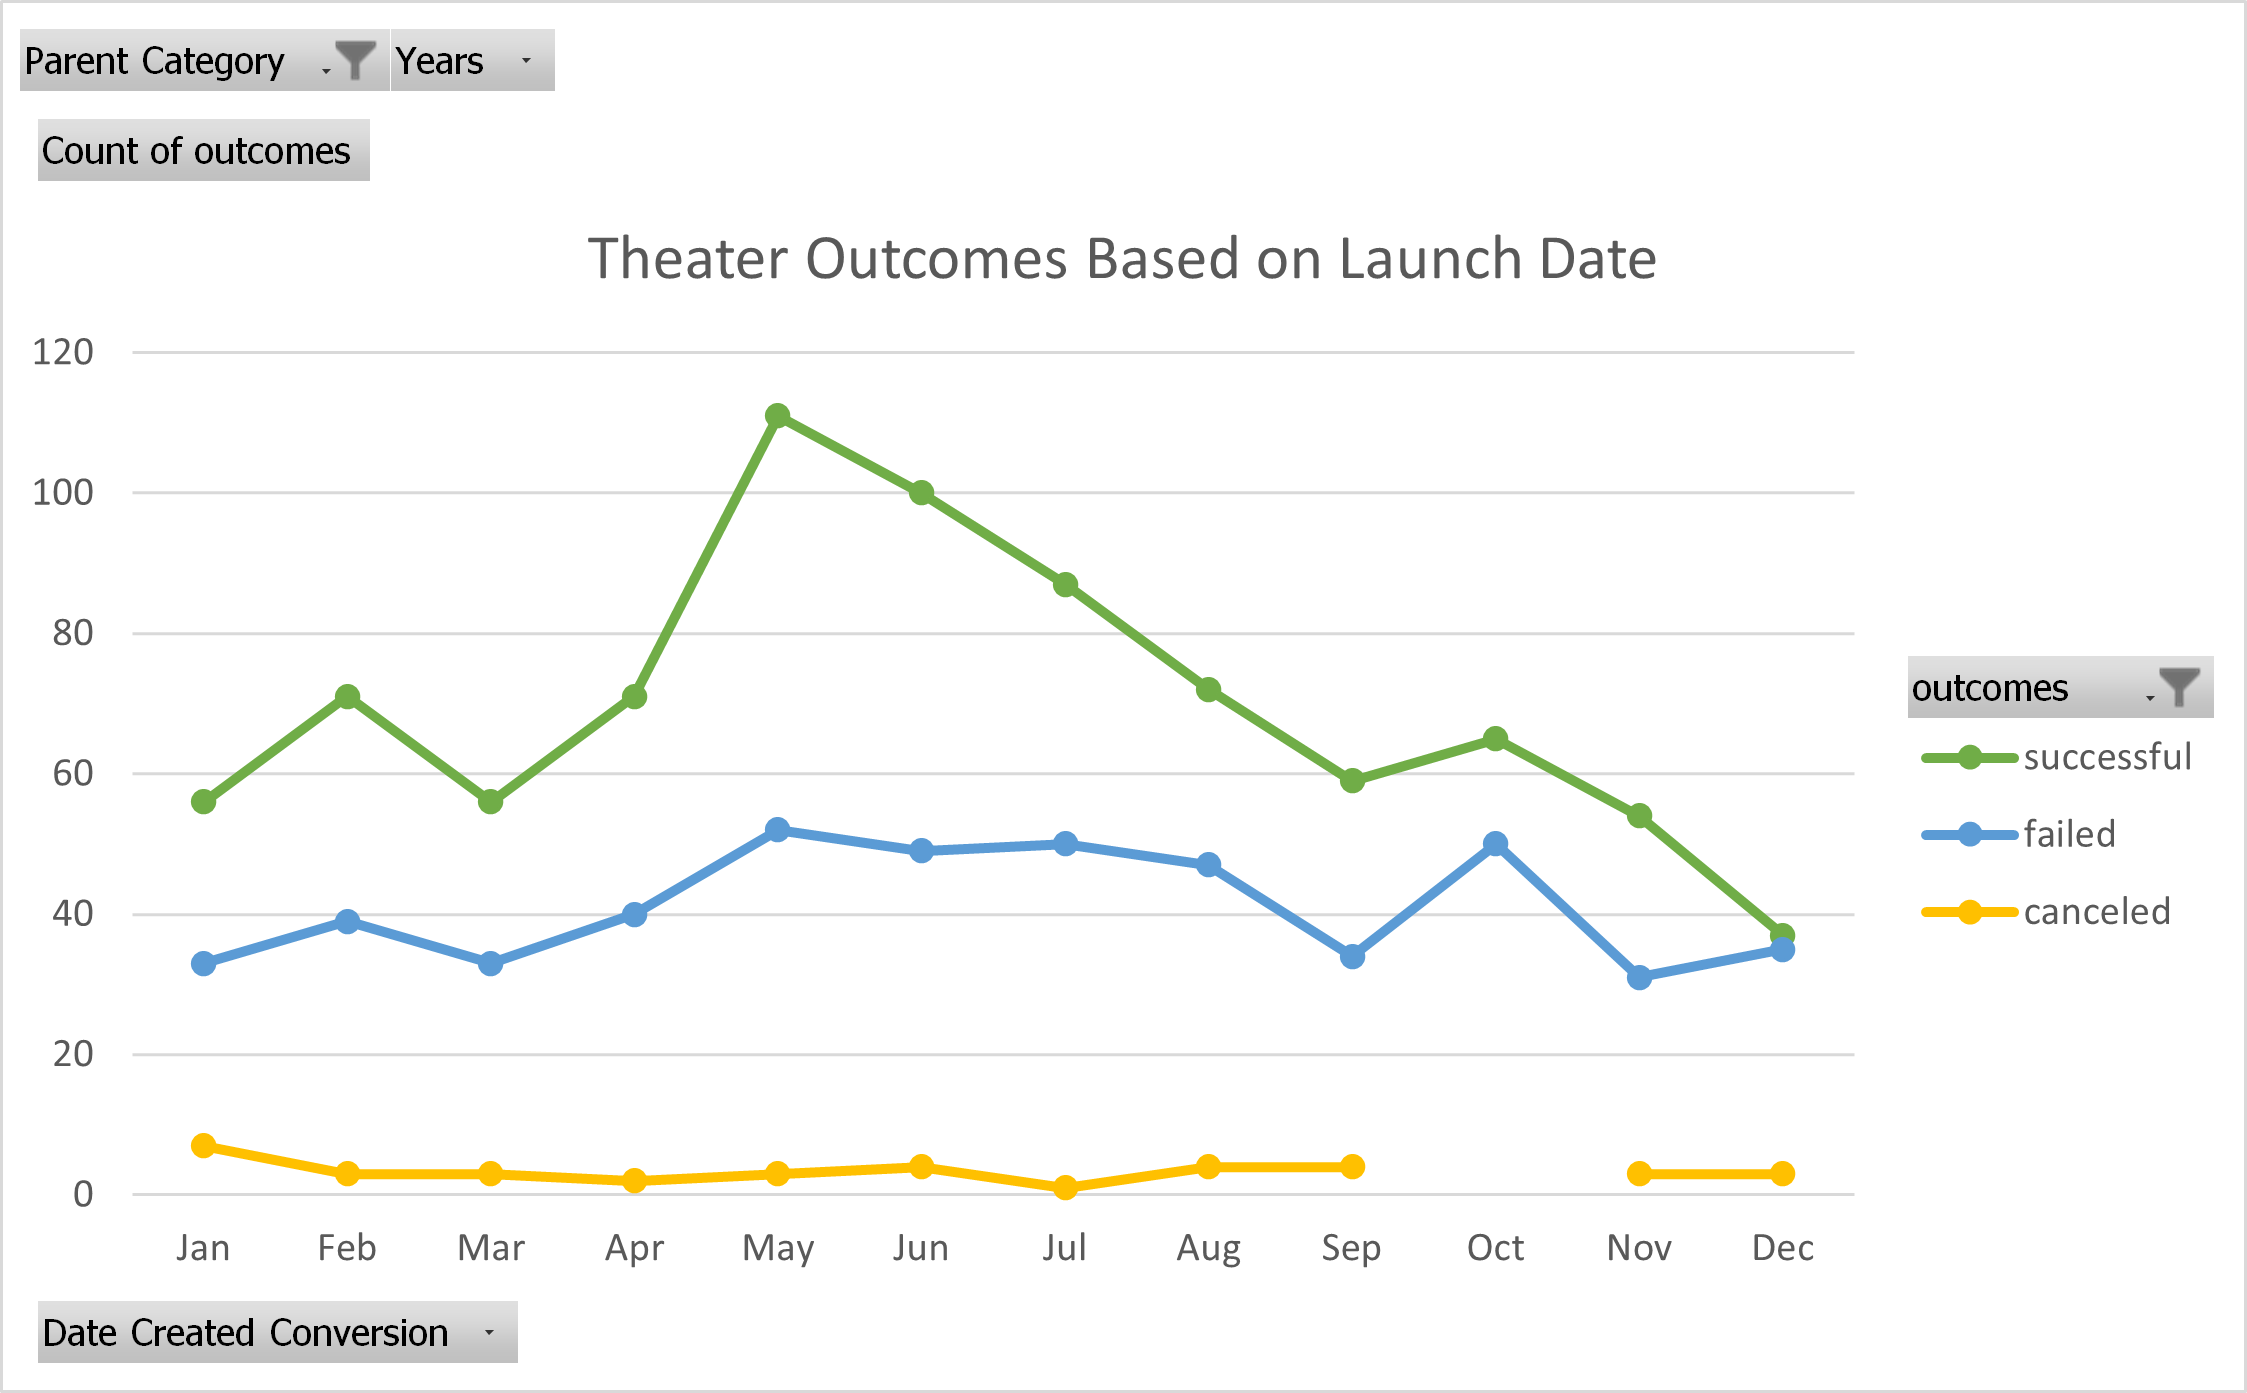 Parent Category Years
Count of outcomes
Theater Outcomes Based on Launch Date
120
100
80
60
40
20
0
Jan Feb Mar Apr May Jun Jul Aug Sep Oct Nov Dec
outcomes
successful
failed
canceled
Date Created Conversion